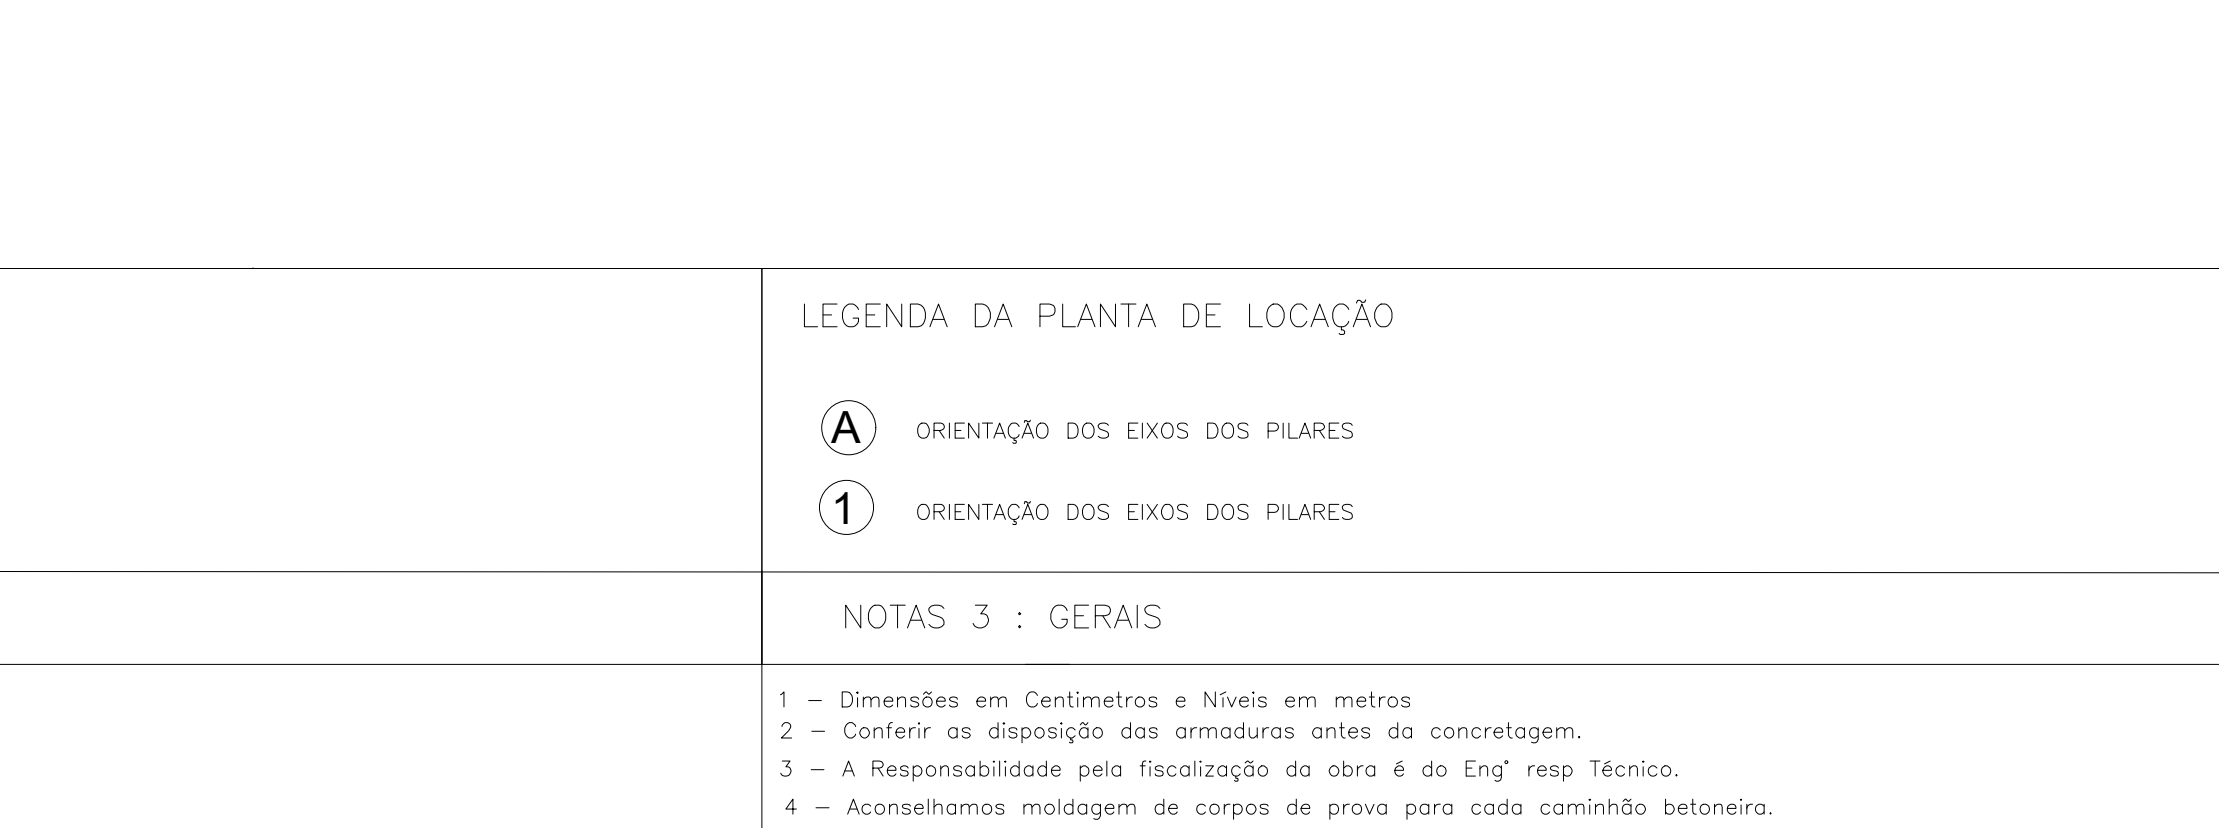 LEGENDA DA PLANTA DE LOCAÇÃO
A ORIENTAÇÃO DOS EIXOS DOS PILARES
1 ORIENTAÇÃO DOS EIXOS DOS PILARES
NOTAS 3 : GERAIS
1 – Dimensões em Centimetros e Níveis em metros
2 – Conferir as disposição das armaduras antes da concretagem.
3 – A Responsabilidade pela fiscalização da obra é do Eng° resp Técnico.
4 – Aconselhamos moldagem de corpos de prova para cada caminhão betoneira.